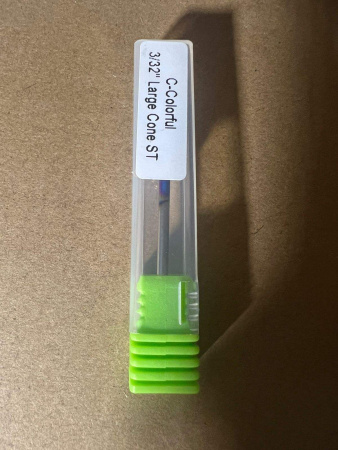 C-Colorful
3/32" Large Cone ST